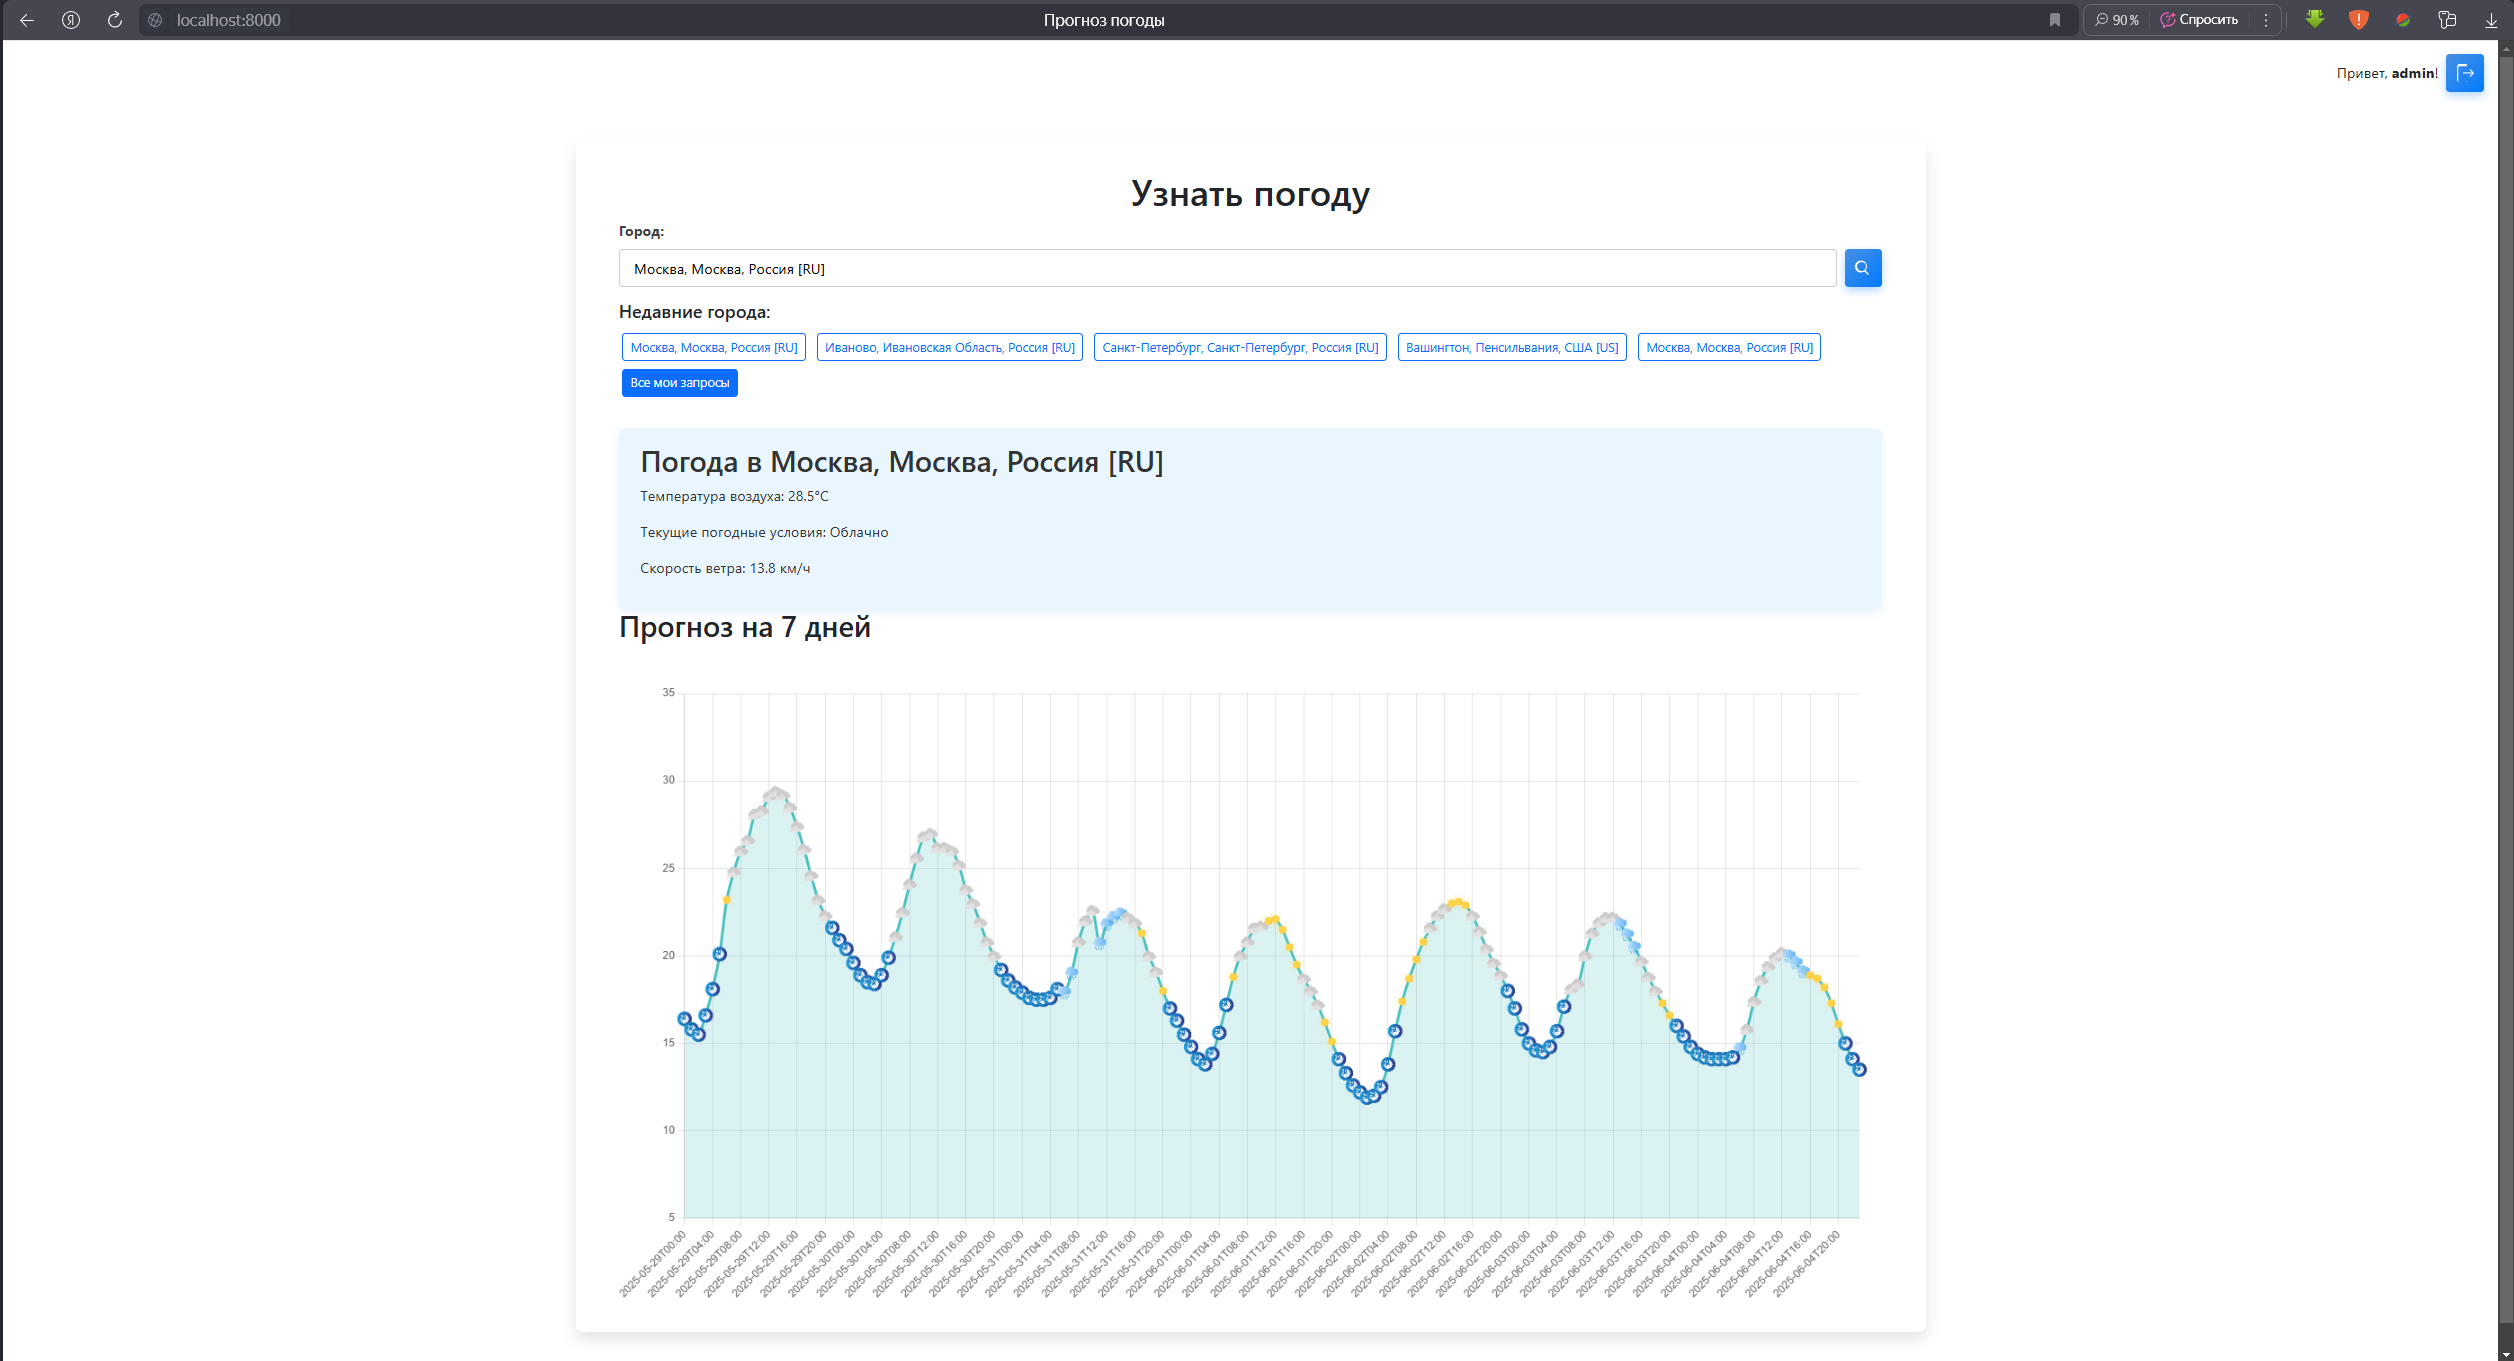 localhost:8000 Прогноз погоды 90 % Спросить
Привет, admin!
Узнать погоду
Город:
Москва, Москва, Россия [RU]
Недавние города:
Москва, Москва, Россия [RU] Иваново, Ивановская Область, Россия [RU] Санкт-Петербург, Санкт-Петербург, Россия [RU] Вашингтон, Пенсильвания, США [US] Москва, Москва, Россия [RU]
Все мои запросы
Погода в Москва, Москва, Россия [RU]
Температура воздуха: 28.5°C
Текущие погодные условия: Облачно
Скорость ветра: 13.8 км/ч
Прогноз на 7 дней
35
30
25
20
15
10
5
2025-05-29T00:00 2025-05-29T04:00 2025-05-29T08:00 2025-05-29T12:00 2025-05-29T16:00 2025-05-29T20:00 2025-05-30T00:00 2025-05-30T04:00 2025-05-30T08:00 2025-05-30T12:00 2025-05-30T16:00 2025-05-30T20:00 2025-05-31T00:00 2025-05-31T04:00 2025-05-31T08:00 2025-05-31T12:00 2025-05-31T16:00 2025-05-31T20:00 2025-06-01T00:00 2025-06-01T04:00 2025-06-01T08:00 2025-06-01T12:00 2025-06-01T16:00 2025-06-01T20:00 2025-06-02T00:00 2025-06-02T04:00 2025-06-02T08:00 2025-06-02T12:00 2025-06-02T16:00 2025-06-02T20:00 2025-06-03T00:00 2025-06-03T04:00 2025-06-03T08:00 2025-06-03T12:00 2025-06-03T16:00 2025-06-03T20:00 2025-06-04T00:00 2025-06-04T04:00 2025-06-04T08:00 2025-06-04T12:00 2025-06-04T16:00 2025-06-04T20:00